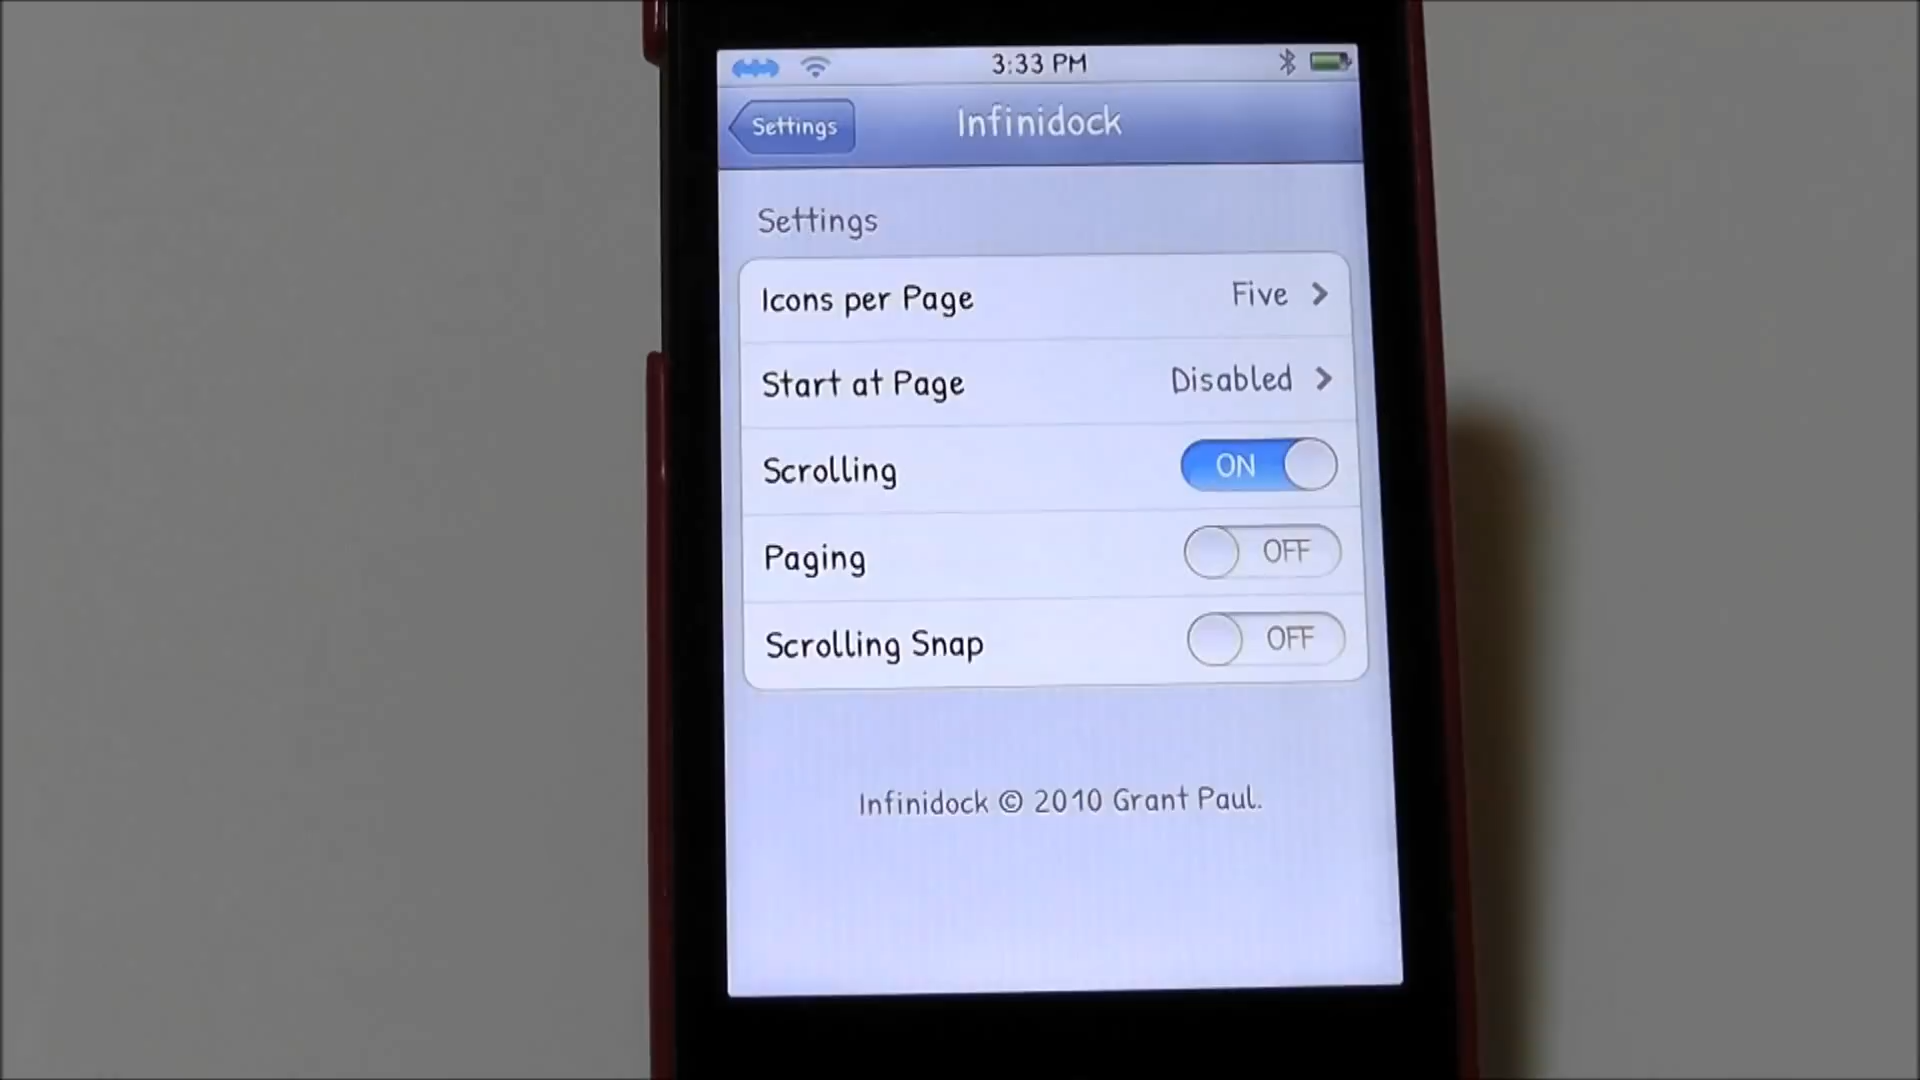 3:33 PM
Settings
Infinidock
Settings
Icons per Page Five
Start at Page Disabled
Scrolling ON
Paging OFF
Scrolling Snap OFF
Infinidock © 2010 Grant Paul.